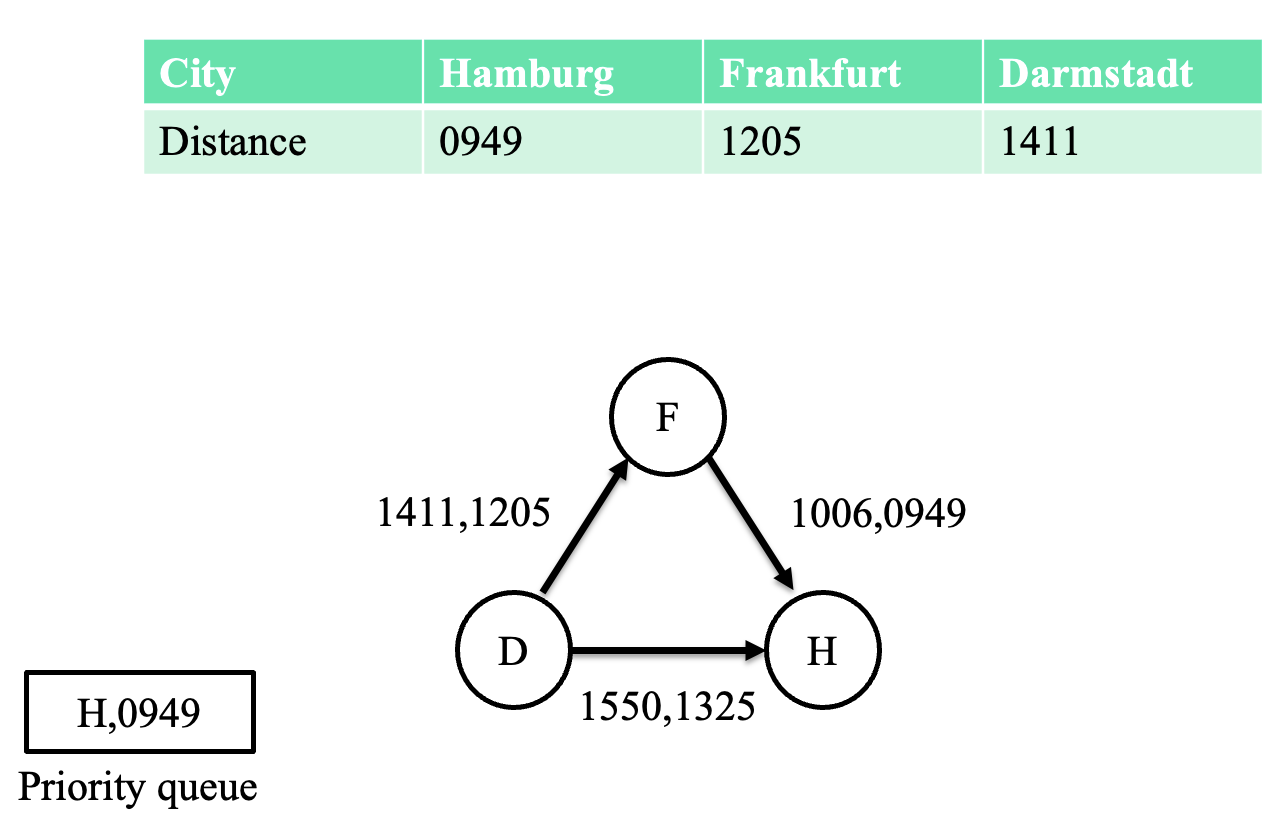 City Hamburg Frankfurt Darmstadt
Distance 0949 1205 1411
F
1411,1205 1006,0949
D H
1550,1325
H,0949
Priority queue